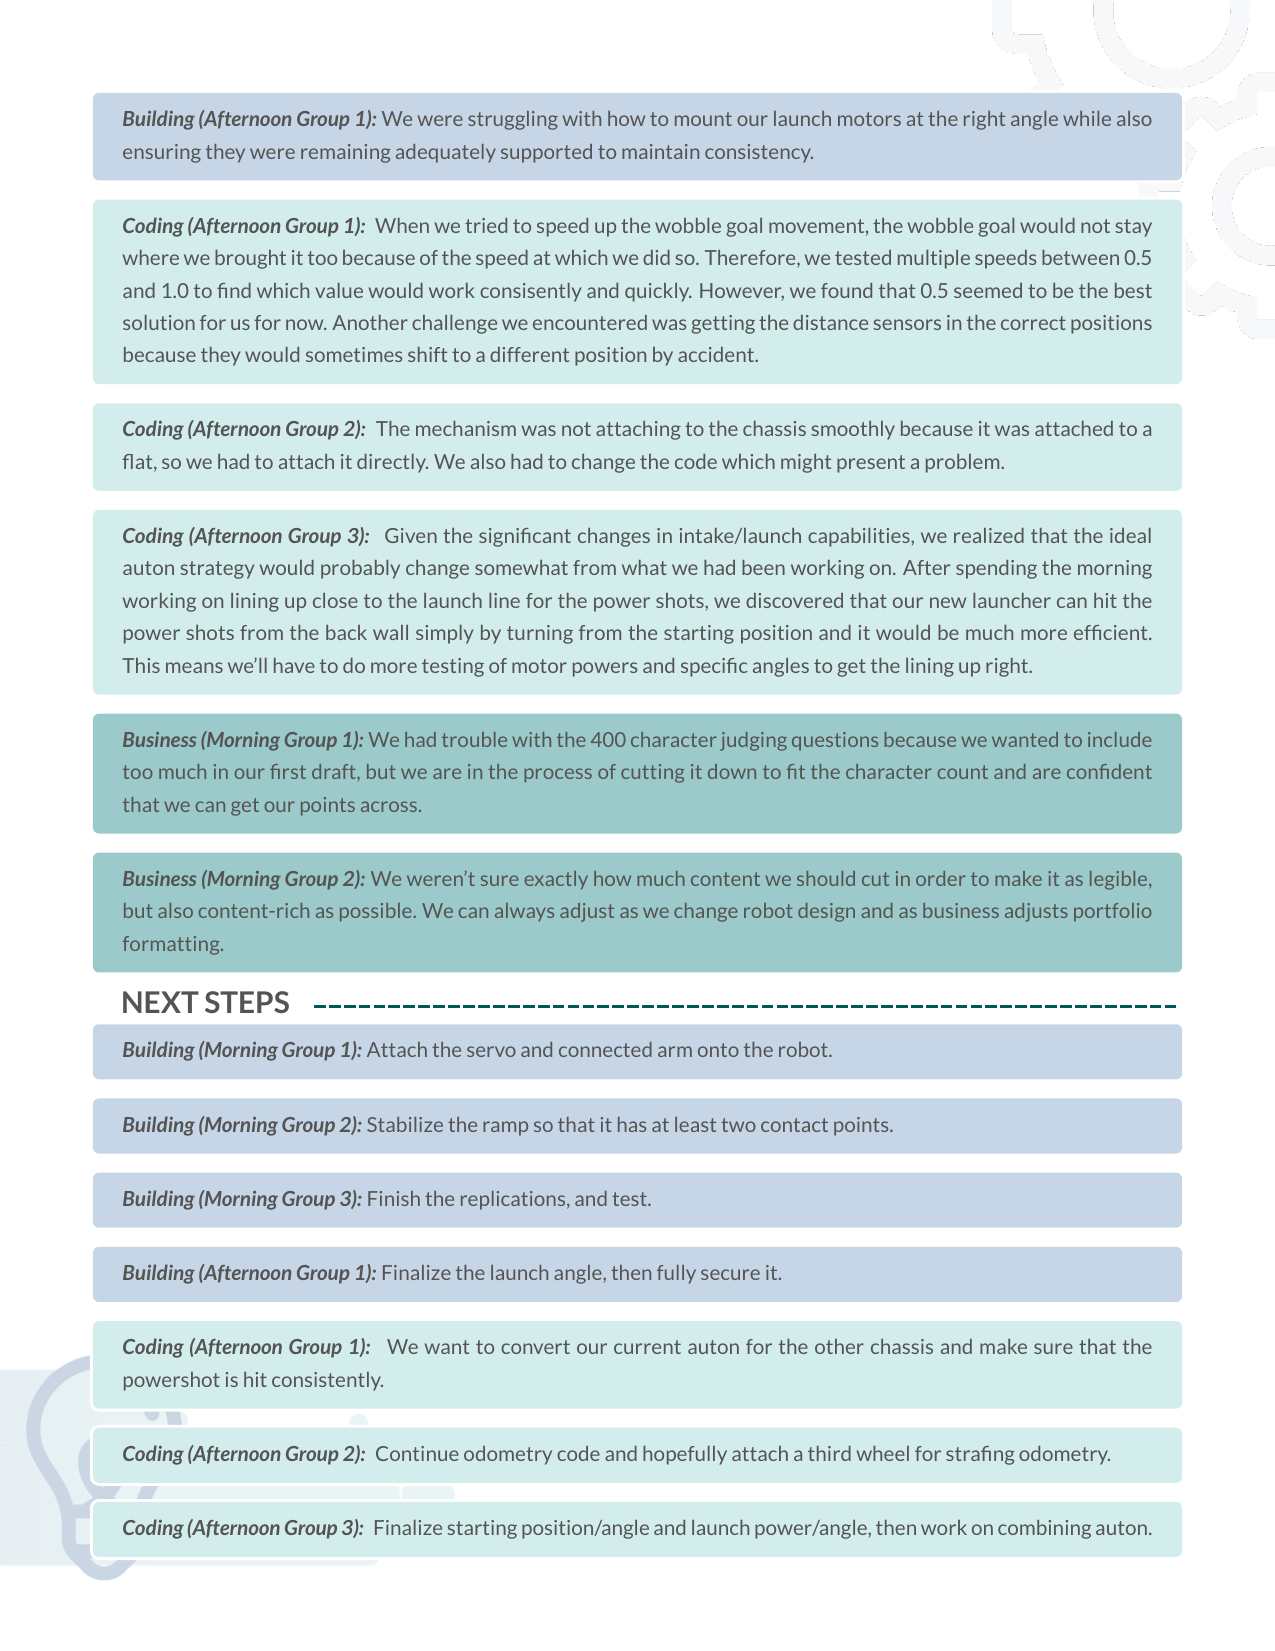 Building (Afternoon Group 1): We were struggling with how to mount our launch motors at the right angle while also
ensuring they were remaining adequately supported to maintain consistency.
Coding (Afternoon Group 1): When we tried to speed up the wobble goal movement, the wobble goal would not stay
where we brought it too because of the speed at which we did so. Therefore, we tested multiple speeds between 0.5
and 1.0 to find which value would work consisently and quickly. However, we found that 0.5 seemed to be the best
solution for us for now. Another challenge we encountered was getting the distance sensors in the correct positions
because they would sometimes shift to a different position by accident.
Coding (Afternoon Group 2): The mechanism was not attaching to the chassis smoothly because it was attached to a
flat, so we had to attach it directly. We also had to change the code which might present a problem.
Coding (Afternoon Group 3): Given the significant changes in intake/launch capabilities, we realized that the ideal
auton strategy would probably change somewhat from what we had been working on. After spending the morning
working on lining up close to the launch line for the power shots, we discovered that our new launcher can hit the
power shots from the back wall simply by turning from the starting position and it would be much more efficient.
This means we'll have to do more testing of motor powers and specific angles to get the lining up right.
Business (Morning Group 1): We had trouble with the 400 character judging questions because we wanted to include
too much in our first draft, but we are in the process of cutting it down to fit the character count and are confident
that we can get our points across.
Business (Morning Group 2): We weren't sure exactly how much content we should cut in order to make it as legible,
but also content-rich as possible. We can always adjust as we change robot design and as business adjusts portfolio
formatting.
NEXT STEPS
Building (Morning Group 1): Attach the servo and connected arm onto the robot.
Building (Morning Group 2): Stabilize the ramp so that it has at least two contact points.
Building (Morning Group 3): Finish the replications, and test.
Building (Afternoon Group 1): Finalize the launch angle, then fully secure it.
Coding (Afternoon Group 1): We want to convert our current auton for the other chassis and make sure that the
powershot is hit consistently.
Coding (Afternoon Group 2): Continue odometry code and hopefully attach a third wheel for strafing odometry.
Coding (Afternoon Group 3): Finalize starting position/angle and launch power/angle, then work on combining auton.